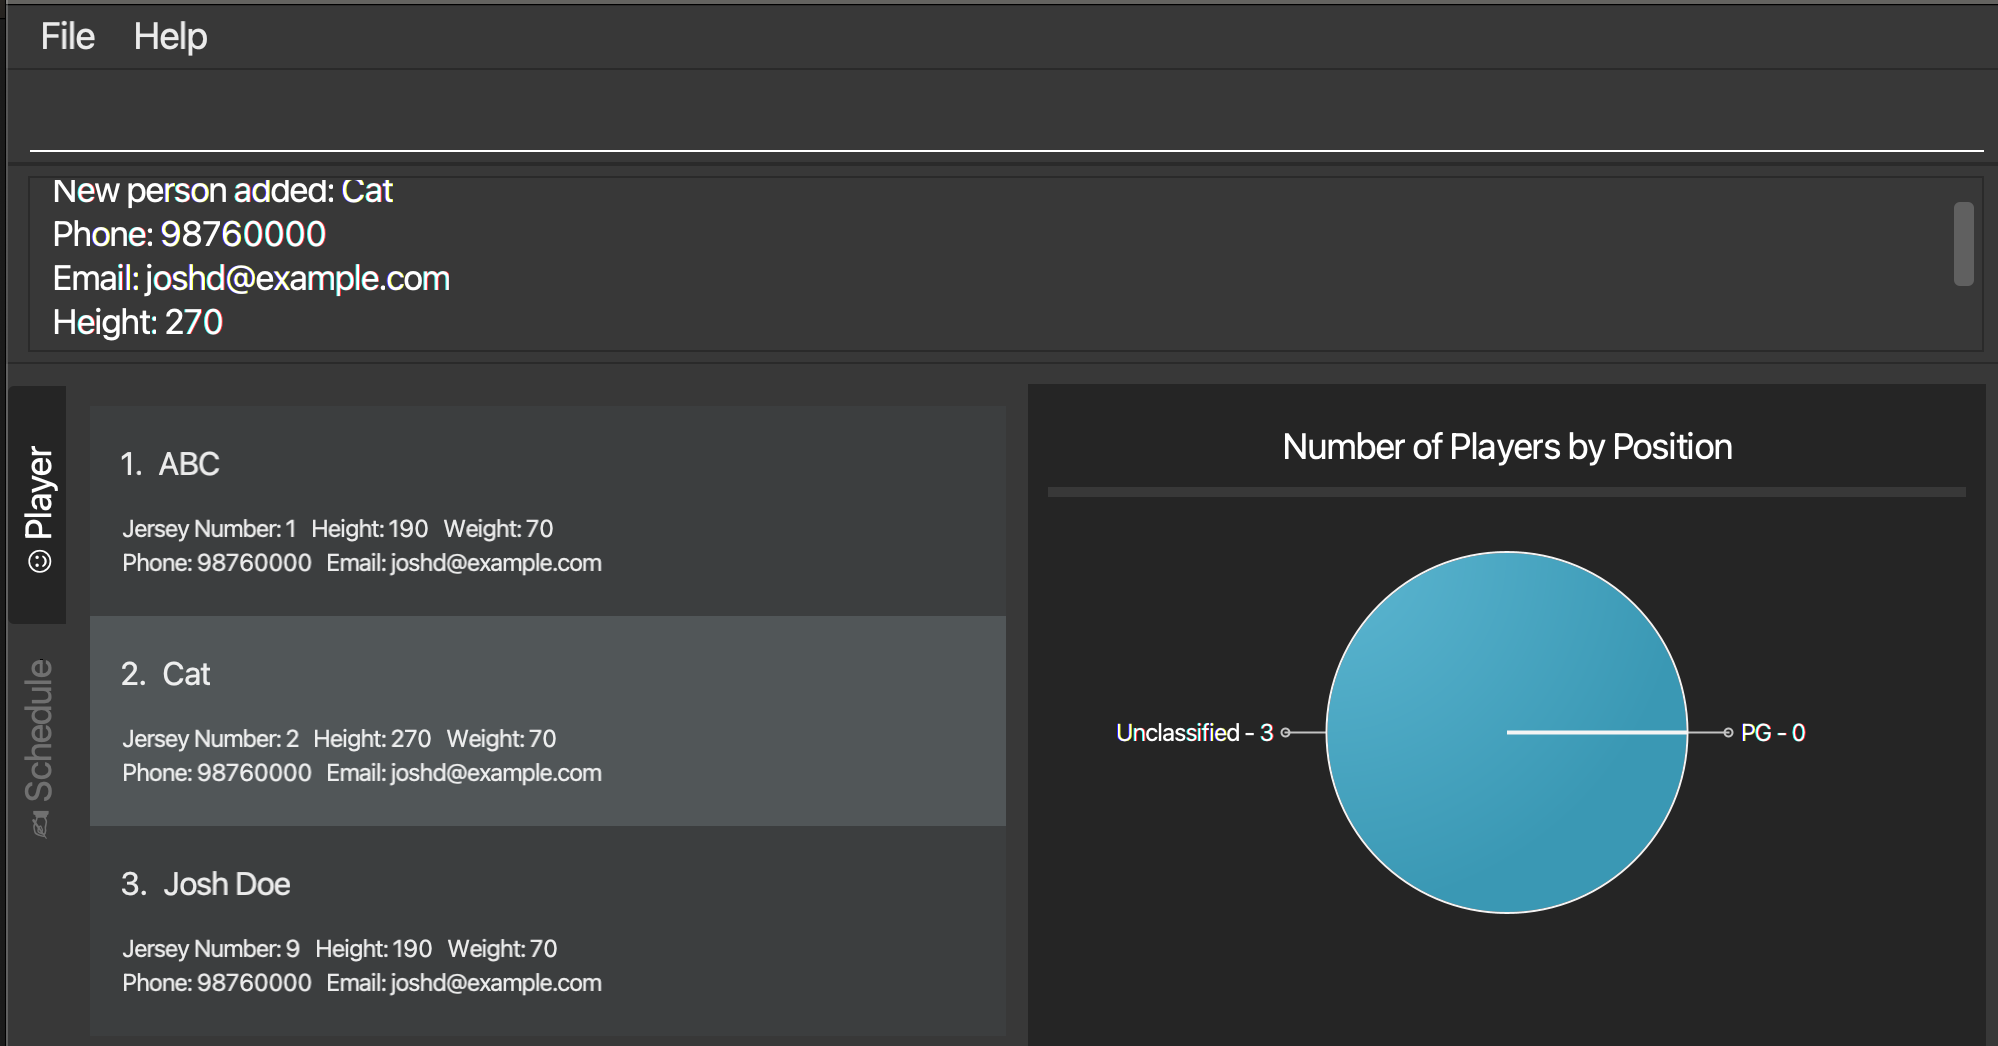 File Help
New person added: Cat
Phone: 98760000
Email: joshd@example.com
Height: 270
Player
Schedule
1. ABC
Jersey Number: 1 Height: 190 Weight: 70
Phone: 98760000 Email: joshd@example.com
2. Cat
Jersey Number: 2 Height: 270 Weight: 70
Phone: 98760000 Email: joshd@example.com
3. Josh Doe
Jersey Number: 9 Height: 190 Weight: 70
Phone: 98760000 Email: joshd@example.com
Number of Players by Position
Unclassified - 3
PG - 0